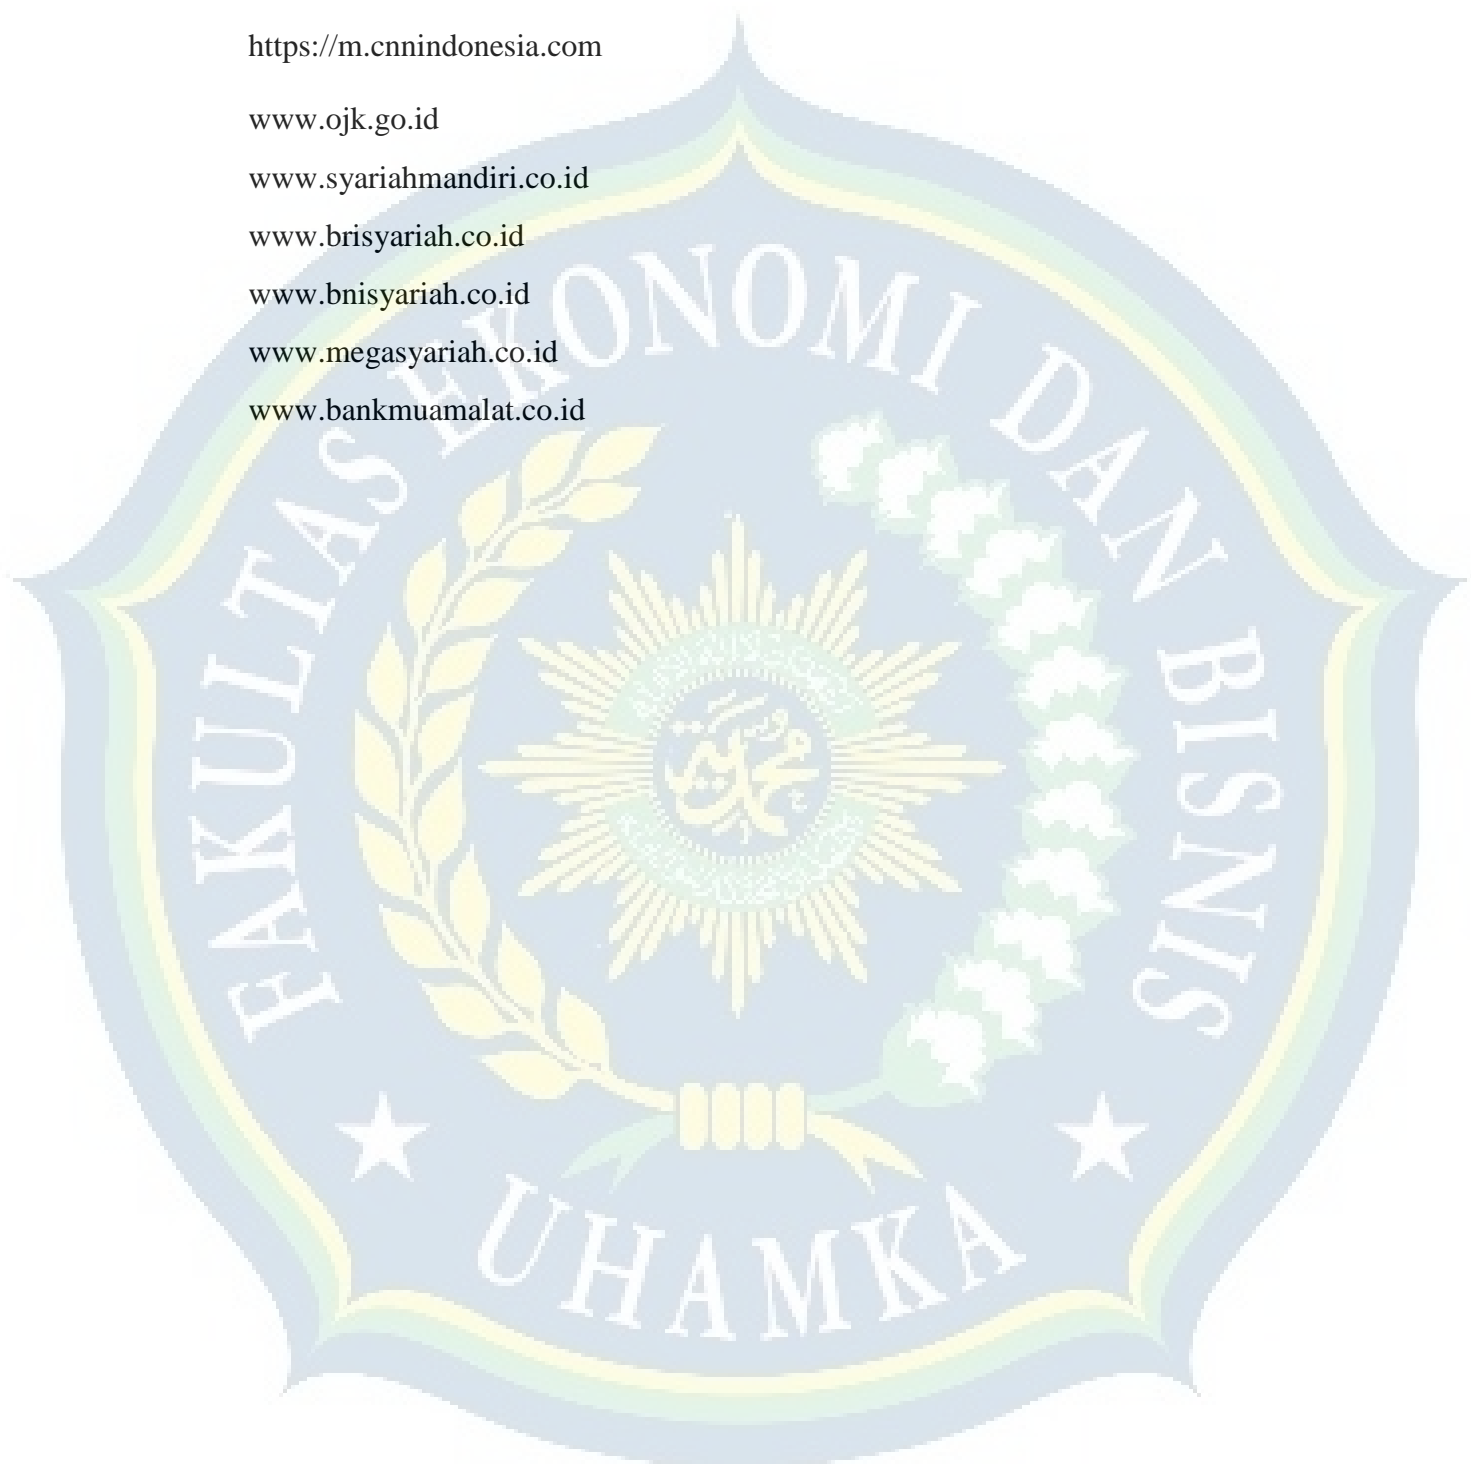 https://m.cnnindonesia.com
www.ojk.go.id
www.syariahmandiri.co.id
www.brisyariah.co.id
www.bnisyariah.co.id
www.megasyariah.co.id
www.bankmuamalat.co.id
FAKULTAS EKONOMI DAN BISNIS
UHAMKA